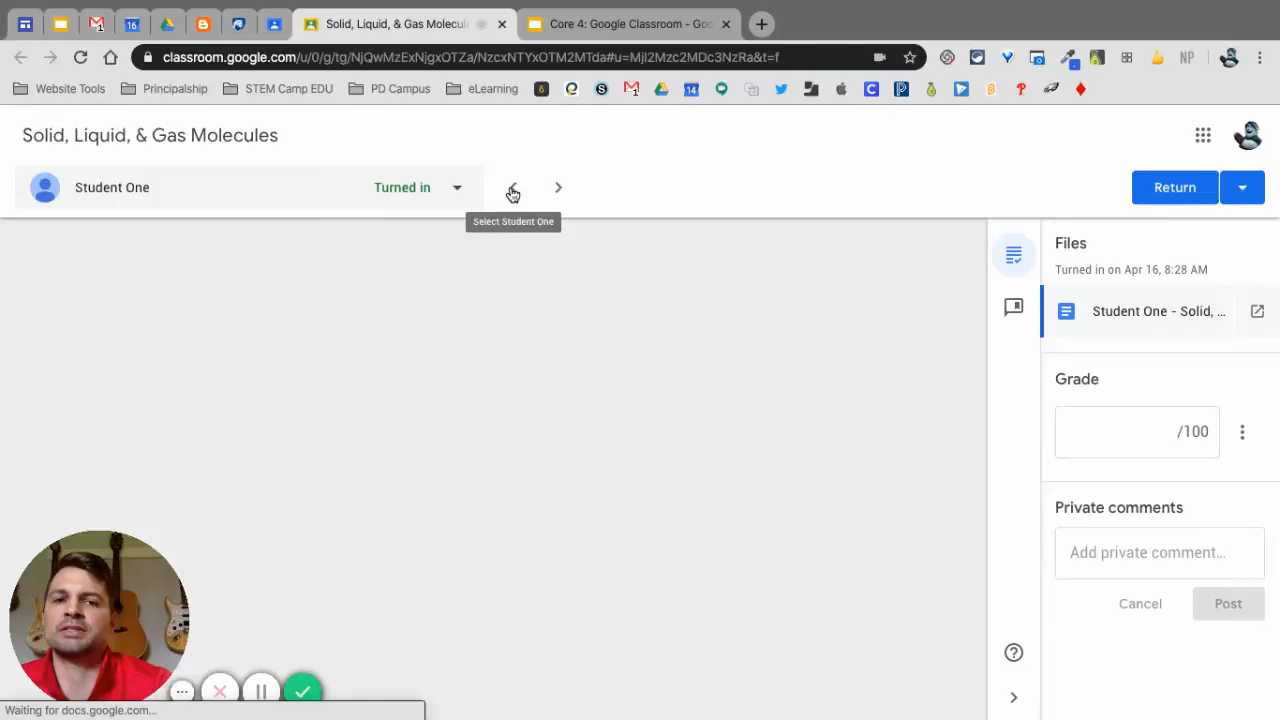 Solid, Liquid, & Gas Molecul
Core 4: Google Classroom - Goo
classroom.google.com/u/0/g/tg/NjQwMzExNjgxOTZa/NzcxNTYxOTM2MTda#u=MjI2Mzc2MDc3NzRa&t=f
NP
Website Tools
Principalship
STEM Camp EDU
PD Campus
eLearning
Solid, Liquid, & Gas Molecules
Student One
Turned in
Return
Select Student One
Files
Turned in on Apr 16, 8:28 AM
Student One - Solid, ...
Grade
/100
Private comments
Add private comment...
Cancel
Post
Waiting for docs.google.com...